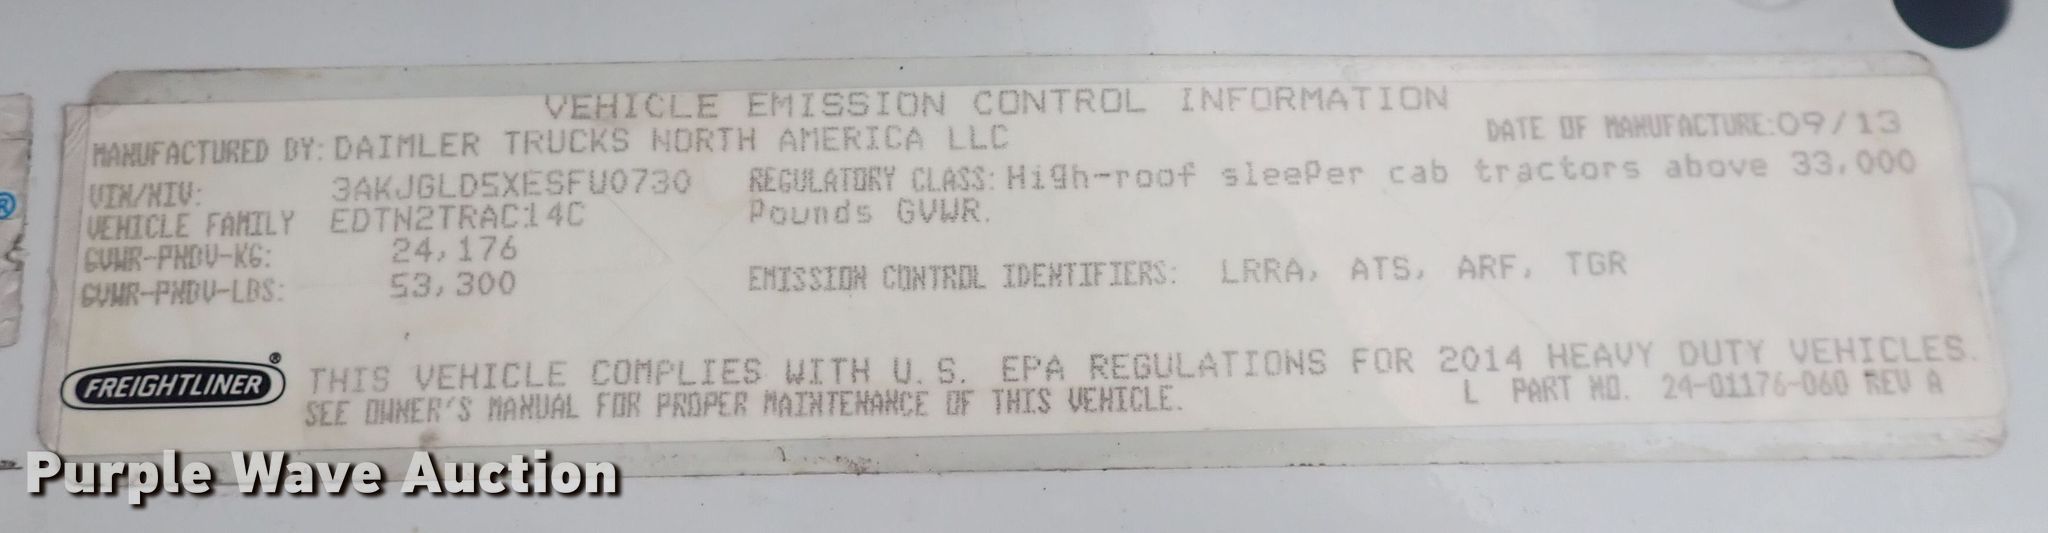 VEHICLE EMISSION CONTROL INFORMATION
MANUFACTURED BY: DAIMLER TRUCKS NORTH AMERICA LLC
DATE OF MANUFACTURE: 09/13
VIN/NIV: 3AKJGLD5XESFU0730
REGULATORY CLASS: High-roof sleeper cab tractors above 33,000
Pounds GVWR.
VEHICLE FAMILY EDTN2TRAC14C
GVWR-PNBV-KG: 24,176
GVWR-PNBV-LBS: 53,300
EMISSION CONTROL IDENTIFIERS: LRRA, ATS, ARF, TGR
FREIGHTLINER®
THIS VEHICLE COMPLIES WITH U.S. EPA REGULATIONS FOR 2014 HEAVY DUTY VEHICLES.
SEE OWNER'S MANUAL FOR PROPER MAINTENANCE OF THIS VEHICLE.
L PART NO. 24-01176-060 REV A
®
Purple Wave Auction